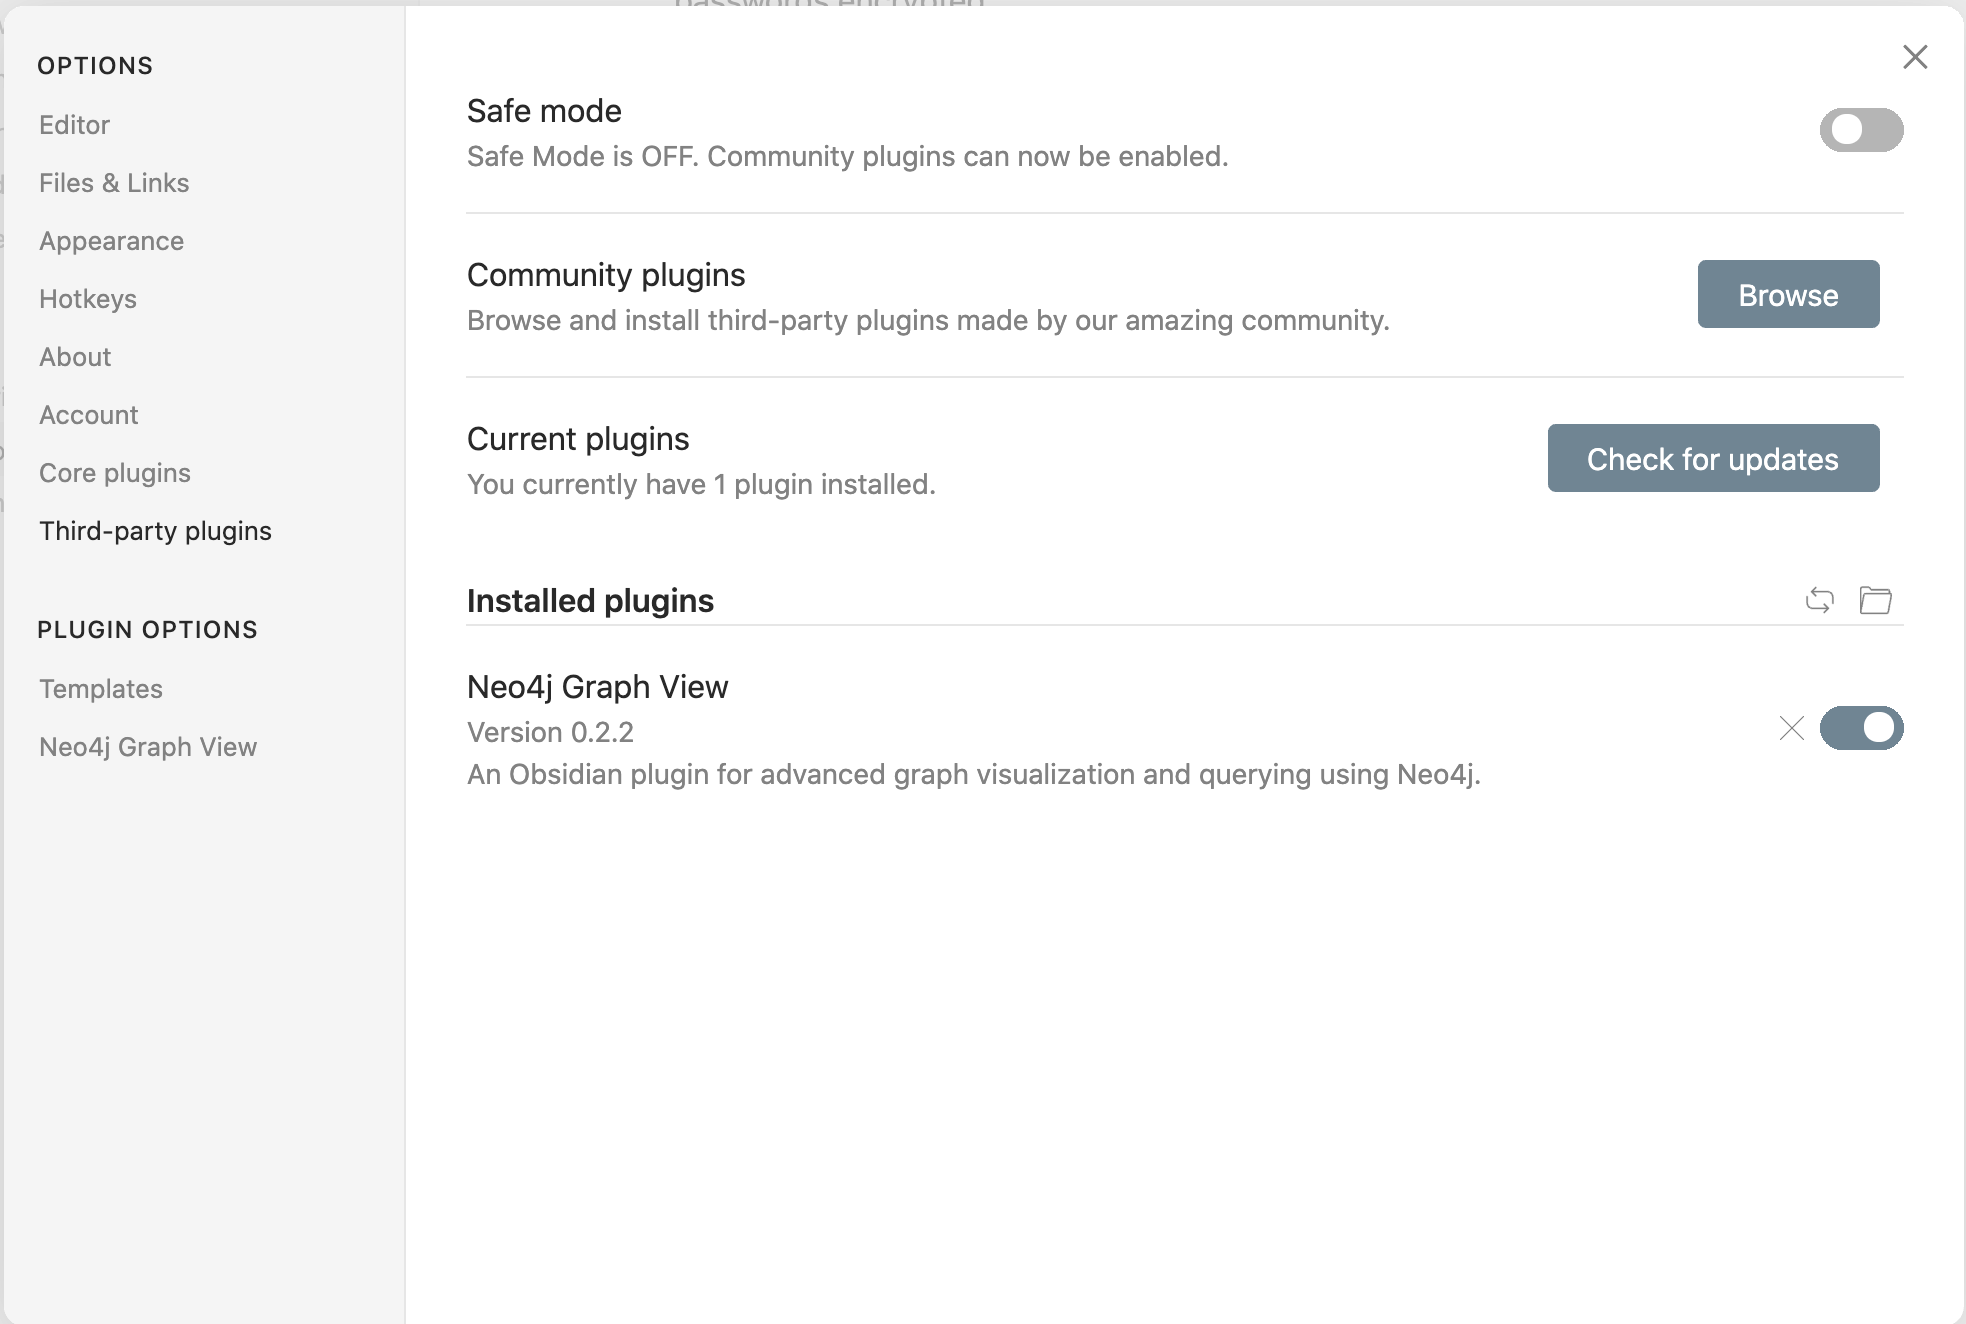 passwords encrypted
OPTIONS
Editor
Files & Links
Appearance
Hotkeys
About
Account
Core plugins
Third-party plugins
PLUGIN OPTIONS
Templates
Neo4j Graph View
Safe mode
Safe Mode is OFF. Community plugins can now be enabled.
Community plugins
Browse and install third-party plugins made by our amazing community.
Browse
Current plugins
You currently have 1 plugin installed.
Check for updates
Installed plugins
Neo4j Graph View
Version 0.2.2
An Obsidian plugin for advanced graph visualization and querying using Neo4j.